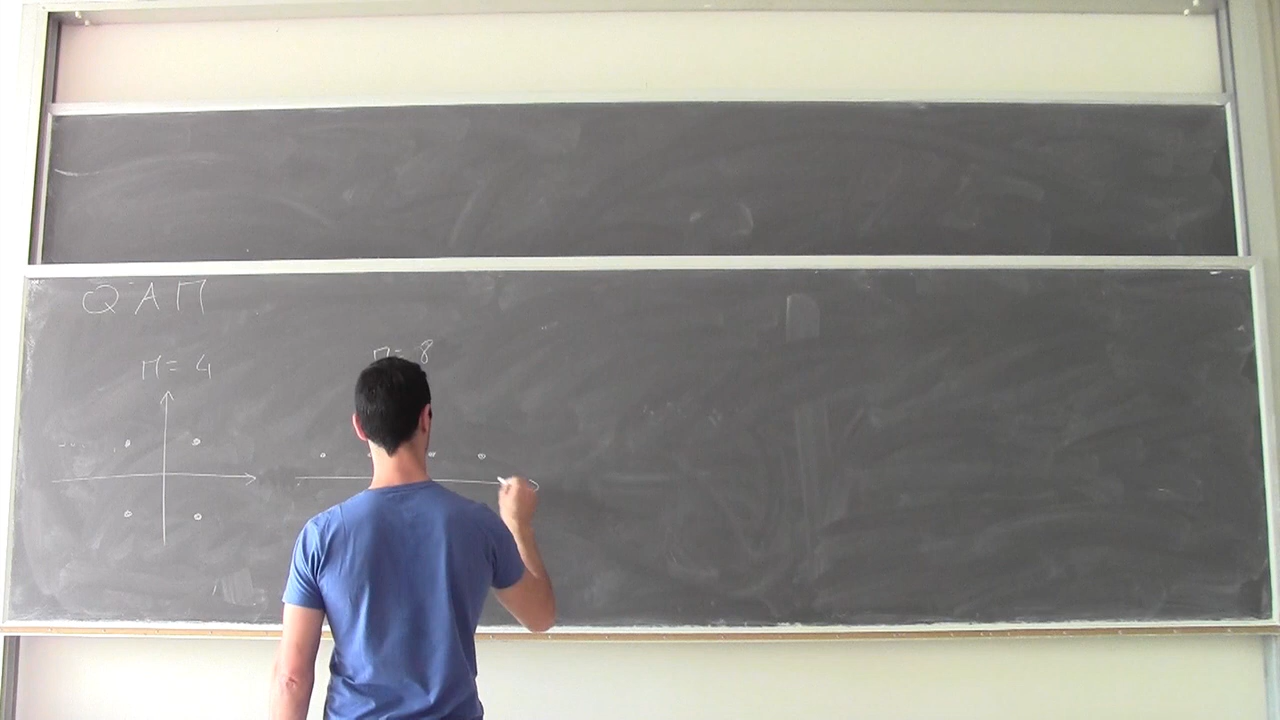 QAM
M = 4
M = 8